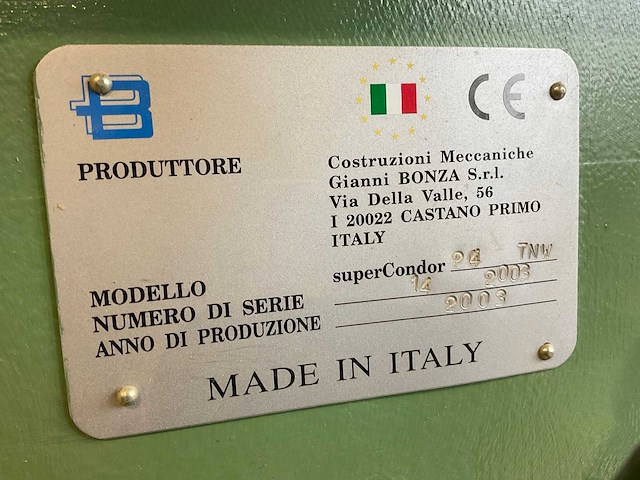 B
CE
PRODUTTORE
Costruzioni Meccaniche
Gianni BONZA S.r.l.
Via Della Valle, 56
I 20022 CASTANO PRIMO
ITALY
MODELLO superCondor 24 TNW
NUMERO DI SERIE 14 2003
ANNO DI PRODUZIONE 2003
MADE IN ITALY